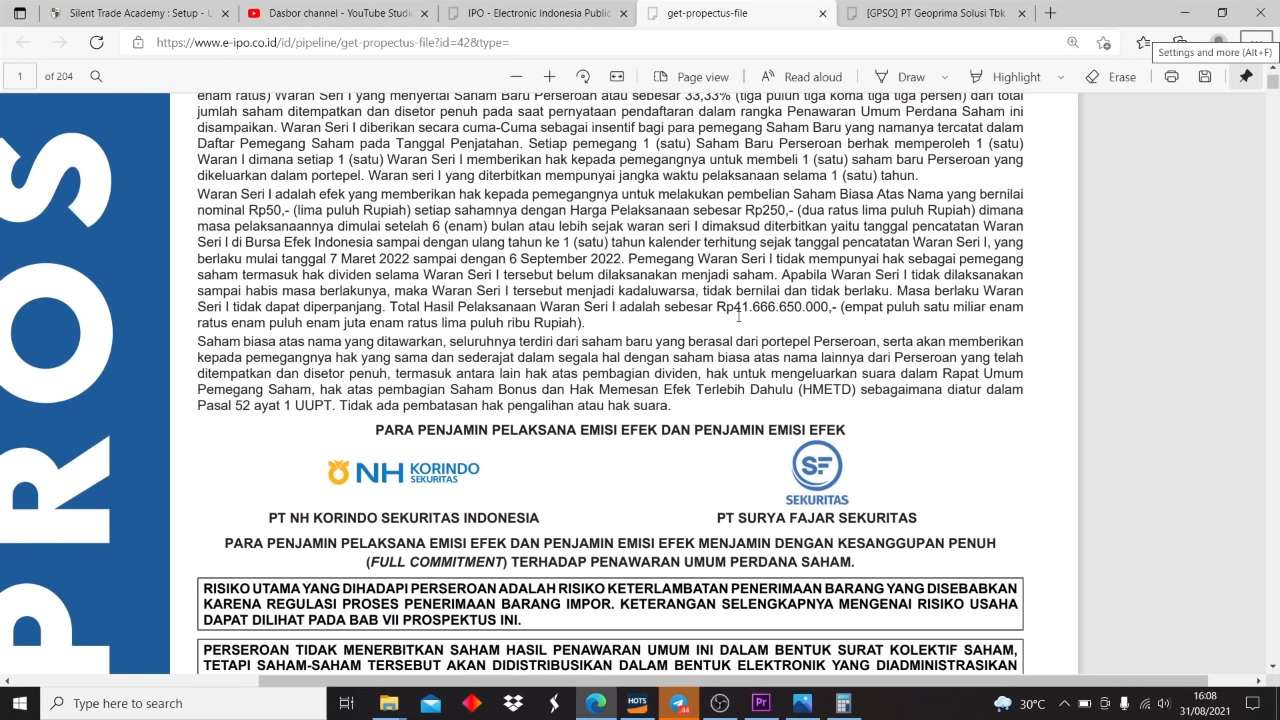 Silent Trade Academy : Setup - U
Dasbor channel - YouTube Studi
IPO - Electronic Indonesia Public
get-propectus-file
[GPSO] PT Geoprima Solusi Tbk
https://www.e-ipo.co.id/id/pipeline/get-propectus-file?id=42&type=
Settings and more (Alt+F)
1 of 204
Page view
Read aloud
Draw
Highlight
Erase
PROS
enam ratus) Waran Seri I yang menyertai Saham Baru Perseroan atau sebesar 33,33% (tiga puluh tiga koma tiga tiga persen) dari total
jumlah saham ditempatkan dan disetor penuh pada saat pernyataan pendaftaran dalam rangka Penawaran Umum Perdana Saham ini
disampaikan. Waran Seri I diberikan secara cuma-Cuma sebagai insentif bagi para pemegang Saham Baru yang namanya tercatat dalam
Daftar Pemegang Saham pada Tanggal Penjatahan. Setiap pemegang 1 (satu) Saham Baru Perseroan berhak memperoleh 1 (satu)
Waran I dimana setiap 1 (satu) Waran Seri I memberikan hak kepada pemegangnya untuk membeli 1 (satu) saham baru Perseroan yang
dikeluarkan dalam portepel. Waran seri I yang diterbitkan mempunyai jangka waktu pelaksanaan selama 1 (satu) tahun.
Waran Seri I adalah efek yang memberikan hak kepada pemegangnya untuk melakukan pembelian Saham Biasa Atas Nama yang bernilai
nominal Rp50,- (lima puluh Rupiah) setiap sahamnya dengan Harga Pelaksanaan sebesar Rp250,- (dua ratus lima puluh Rupiah) dimana
masa pelaksanaannya dimulai setelah 6 (enam) bulan atau lebih sejak waran seri I dimaksud diterbitkan yaitu tanggal pencatatan Waran
Seri I di Bursa Efek Indonesia sampai dengan ulang tahun ke 1 (satu) tahun kalender terhitung sejak tanggal pencatatan Waran Seri I, yang
berlaku mulai tanggal 7 Maret 2022 sampai dengan 6 September 2022. Pemegang Waran Seri I tidak mempunyai hak sebagai pemegang
saham termasuk hak dividen selama Waran Seri I tersebut belum dilaksanakan menjadi saham. Apabila Waran Seri I tidak dilaksanakan
sampai habis masa berlakunya, maka Waran Seri I tersebut menjadi kadaluwarsa, tidak bernilai dan tidak berlaku. Masa berlaku Waran
Seri I tidak dapat diperpanjang. Total Hasil Pelaksanaan Waran Seri I adalah sebesar Rp41.666.650.000,- (empat puluh satu miliar enam
ratus enam puluh enam juta enam ratus lima puluh ribu Rupiah).
Saham biasa atas nama yang ditawarkan, seluruhnya terdiri dari saham baru yang berasal dari portepel Perseroan, serta akan memberikan
kepada pemegangnya hak yang sama dan sederajat dalam segala hal dengan saham biasa atas nama lainnya dari Perseroan yang telah
ditempatkan dan disetor penuh, termasuk antara lain hak atas pembagian dividen, hak untuk mengeluarkan suara dalam Rapat Umum
Pemegang Saham, hak atas pembagian Saham Bonus dan Hak Memesan Efek Terlebih Dahulu (HMETD) sebagaimana diatur dalam
Pasal 52 ayat 1 UUPT. Tidak ada pembatasan hak pengalihan atau hak suara.
PARA PENJAMIN PELAKSANA EMISI EFEK DAN PENJAMIN EMISI EFEK
NH KORINDO SEKURITAS
SF SEKURITAS
PT NH KORINDO SEKURITAS INDONESIA
PT SURYA FAJAR SEKURITAS
PARA PENJAMIN PELAKSANA EMISI EFEK DAN PENJAMIN EMISI EFEK MENJAMIN DENGAN KESANGGUPAN PENUH
(FULL COMMITMENT) TERHADAP PENAWARAN UMUM PERDANA SAHAM.
RISIKO UTAMA YANG DIHADAPI PERSEROAN ADALAH RISIKO KETERLAMBATAN PENERIMAAN BARANG YANG DISEBABKAN
KARENA REGULASI PROSES PENERIMAAN BARANG IMPOR. KETERANGAN SELENGKAPNYA MENGENAI RISIKO USAHA
DAPAT DILIHAT PADA BAB VII PROSPEKTUS INI.
PERSEROAN TIDAK MENERBITKAN SAHAM HASIL PENAWARAN UMUM INI DALAM BENTUK SURAT KOLEKTIF SAHAM,
TETAPI SAHAM-SAHAM TERSEBUT AKAN DIDISTRIBUSIKAN DALAM BENTUK ELEKTRONIK YANG DIADMINISTRASIKAN
Type here to search
HOTS
Pr
30°C
16:08
31/08/2021